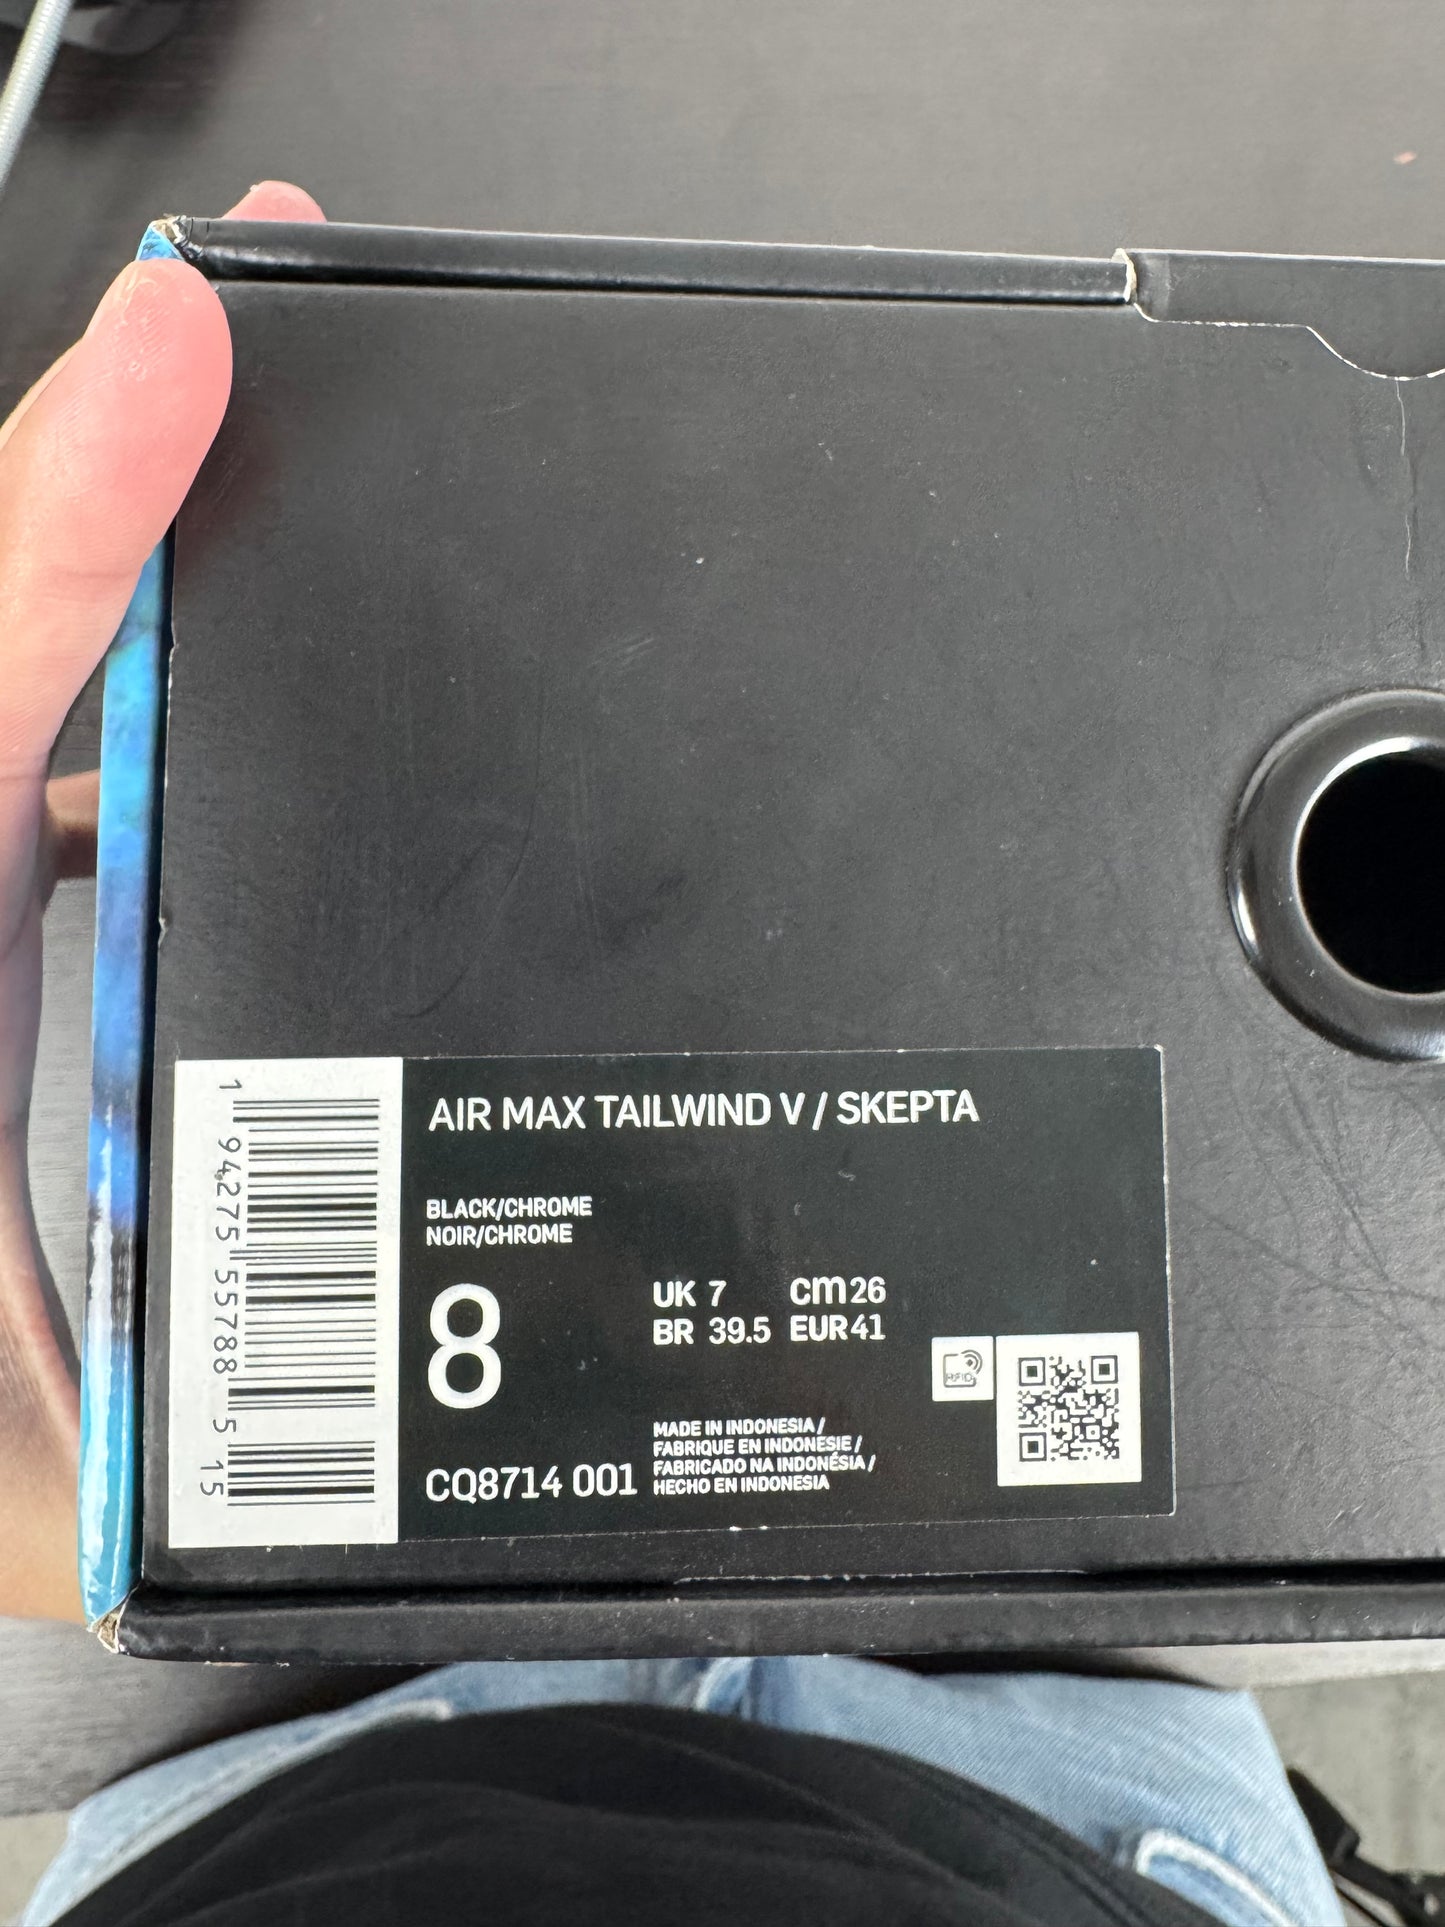 AIR MAX TAILWIND V / SKEPTA
BLACK/CHROME
NOIR/CHROME
8
UK 7 cm 26
BR 39.5 EUR 41
CQ8714 001
MADE IN INDONESIA /
FABRIQUE EN INDONESIE /
FABRICADO NA INDONÉSIA /
HECHO EN INDONESIA
RFID
1 94275 55788 5 15